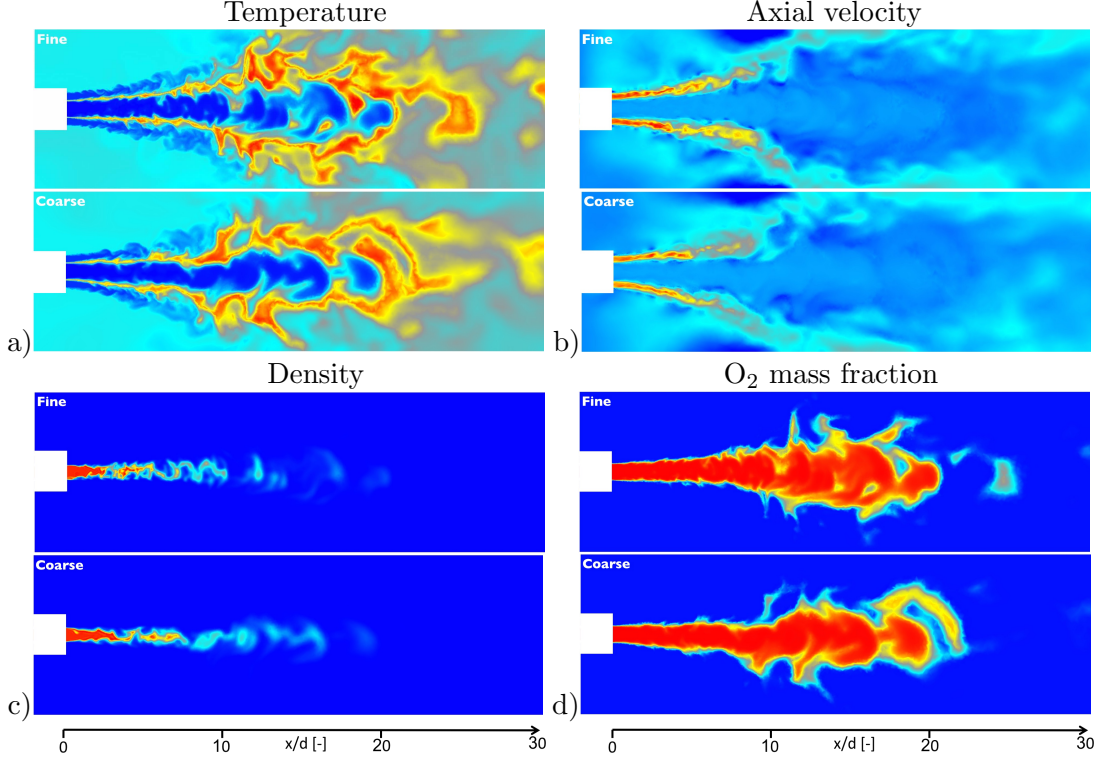 Temperature
Axial velocity
Fine
Fine
Coarse
Coarse
a)
b)
Density
O₂ mass fraction
Fine
Fine
Coarse
Coarse
c)
d)
0 10 x/d [-] 20 30
0 10 x/d [-] 20 30